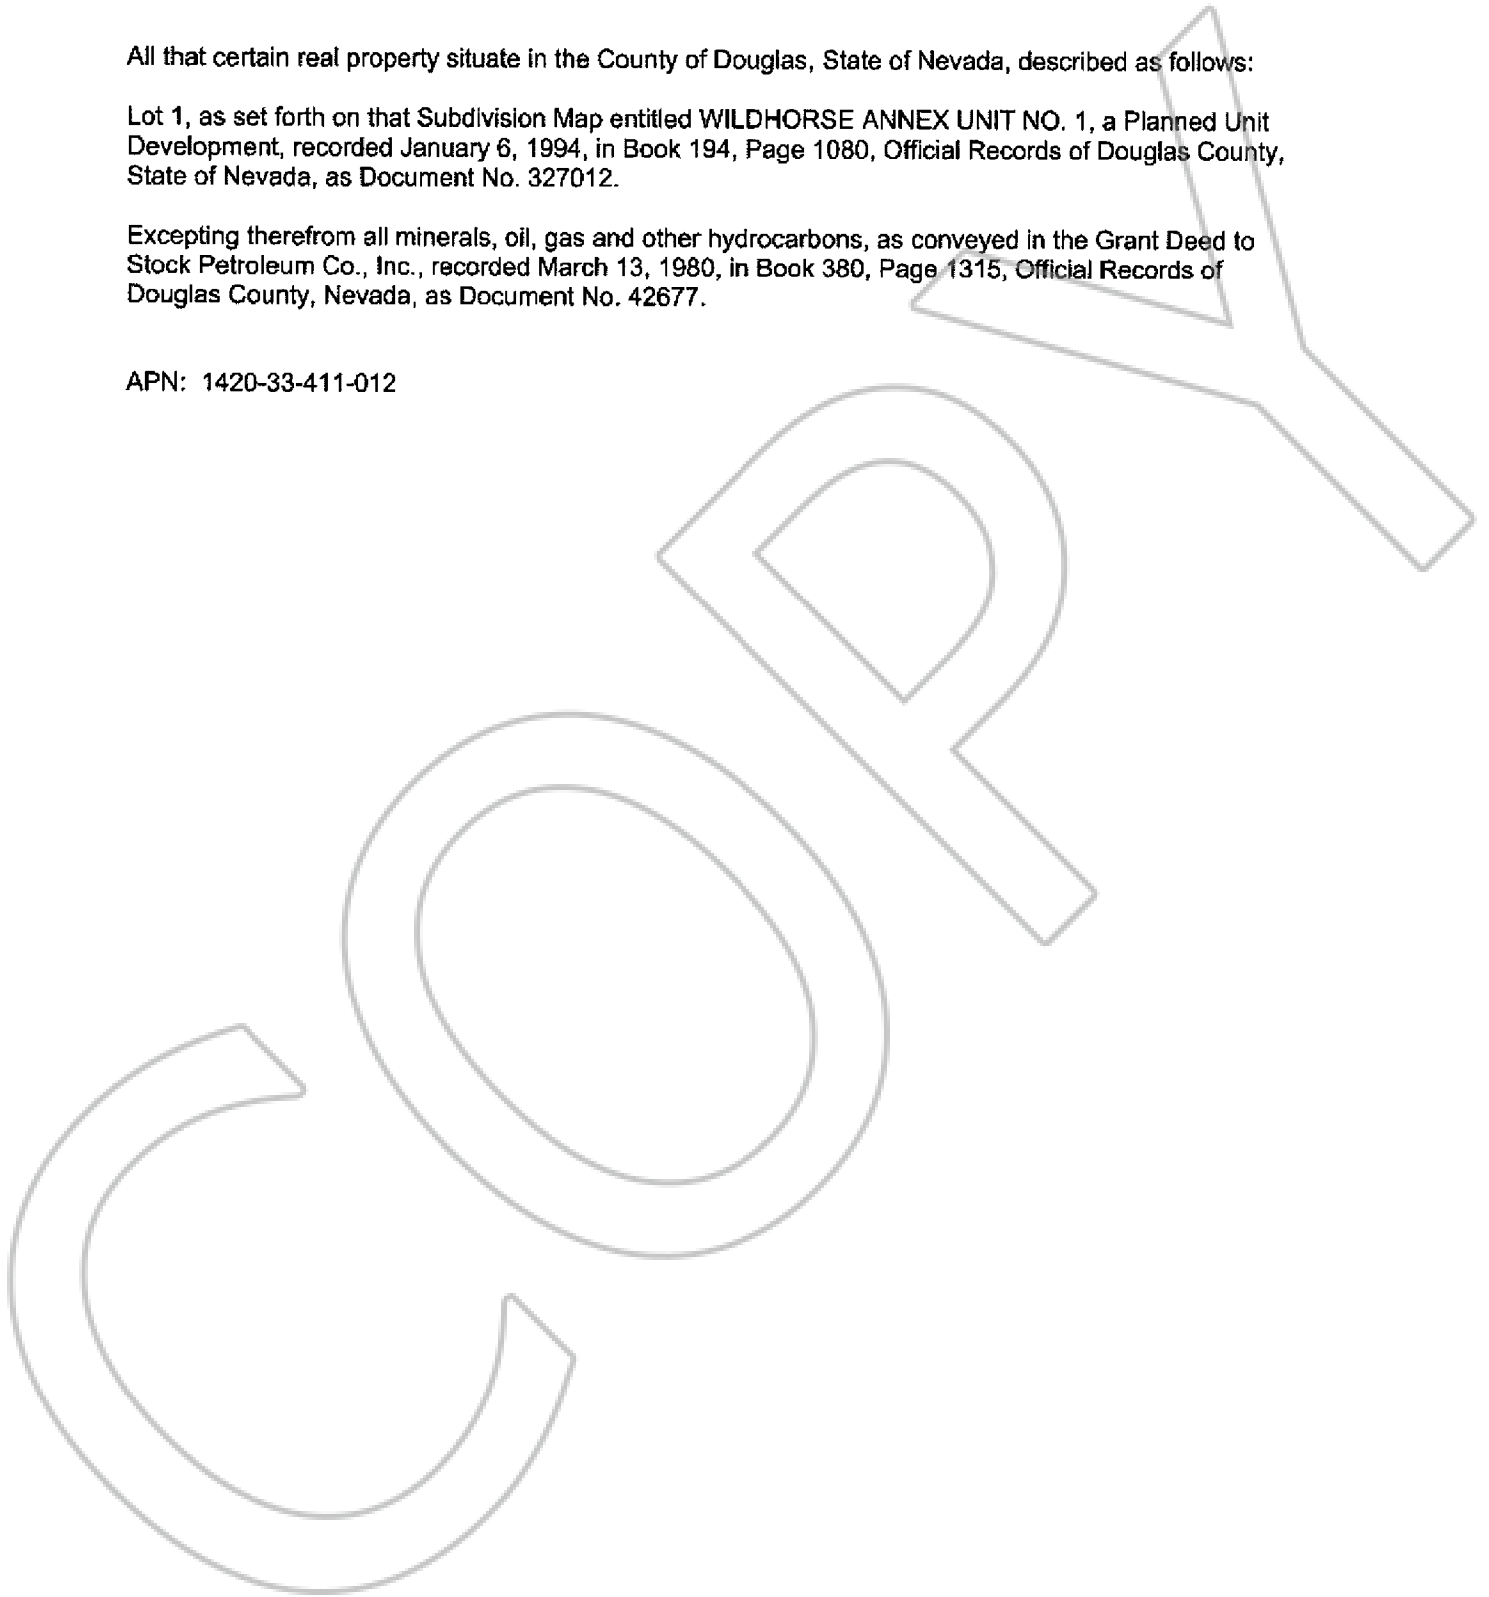 All that certain real property situate in the County of Douglas, State of Nevada, described as follows:
Lot 1, as set forth on that Subdivision Map entitled WILDHORSE ANNEX UNIT NO. 1, a Planned Unit
Development, recorded January 6, 1994, in Book 194, Page 1080, Official Records of Douglas County,
State of Nevada, as Document No. 327012.
Excepting therefrom all minerals, oil, gas and other hydrocarbons, as conveyed in the Grant Deed to
Stock Petroleum Co., Inc., recorded March 13, 1980, in Book 380, Page 1315, Official Records of
Douglas County, Nevada, as Document No. 42677.
APN: 1420-33-411-012
COPY